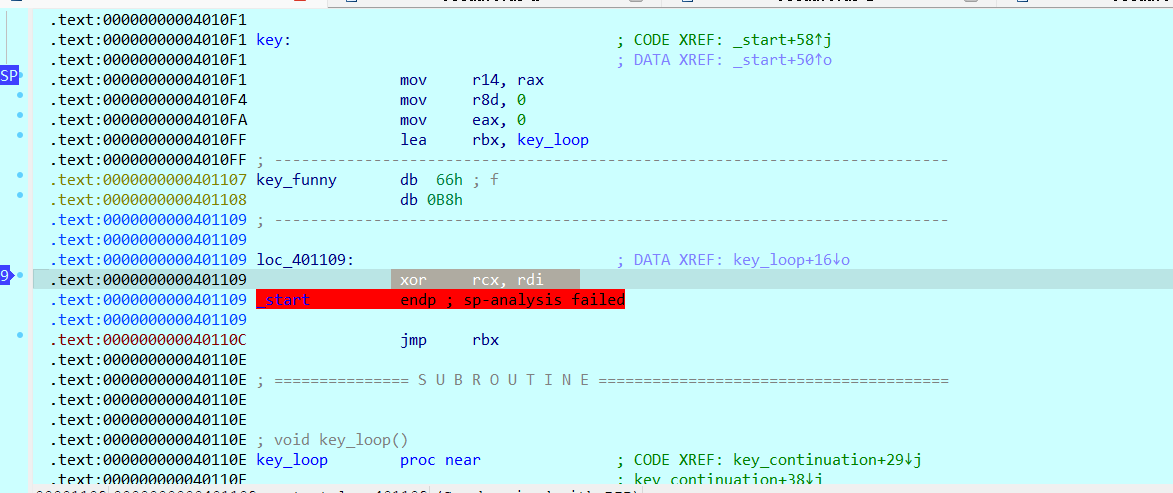 .text:00000000004010F1
.text:00000000004010F1 key: ; CODE XREF: _start+58↑j
.text:00000000004010F1 ; DATA XREF: _start+50↑o
SP .text:00000000004010F1 mov r14, rax
.text:00000000004010F4 mov r8d, 0
.text:00000000004010FA mov eax, 0
.text:00000000004010FF lea rbx, key_loop
.text:00000000004010FF ; ---------------------------------------------------------------------------
.text:0000000000401107 key_funny db 66h ; f
.text:0000000000401108 db 0B8h
.text:0000000000401109 ; ---------------------------------------------------------------------------
.text:0000000000401109
.text:0000000000401109 loc_401109: ; DATA XREF: key_loop+16↓o
9 .text:0000000000401109 xor rcx, rdi
.text:0000000000401109 _start endp ; sp-analysis failed
.text:0000000000401109
.text:000000000040110C jmp rbx
.text:000000000040110E
.text:000000000040110E ; =============== S U B R O U T I N E =======================================
.text:000000000040110E
.text:000000000040110E
.text:000000000040110E ; void key_loop()
.text:000000000040110E key_loop proc near ; CODE XREF: key_continuation+29↓j
.text:000000000040110E ; key_continuation+38↓j